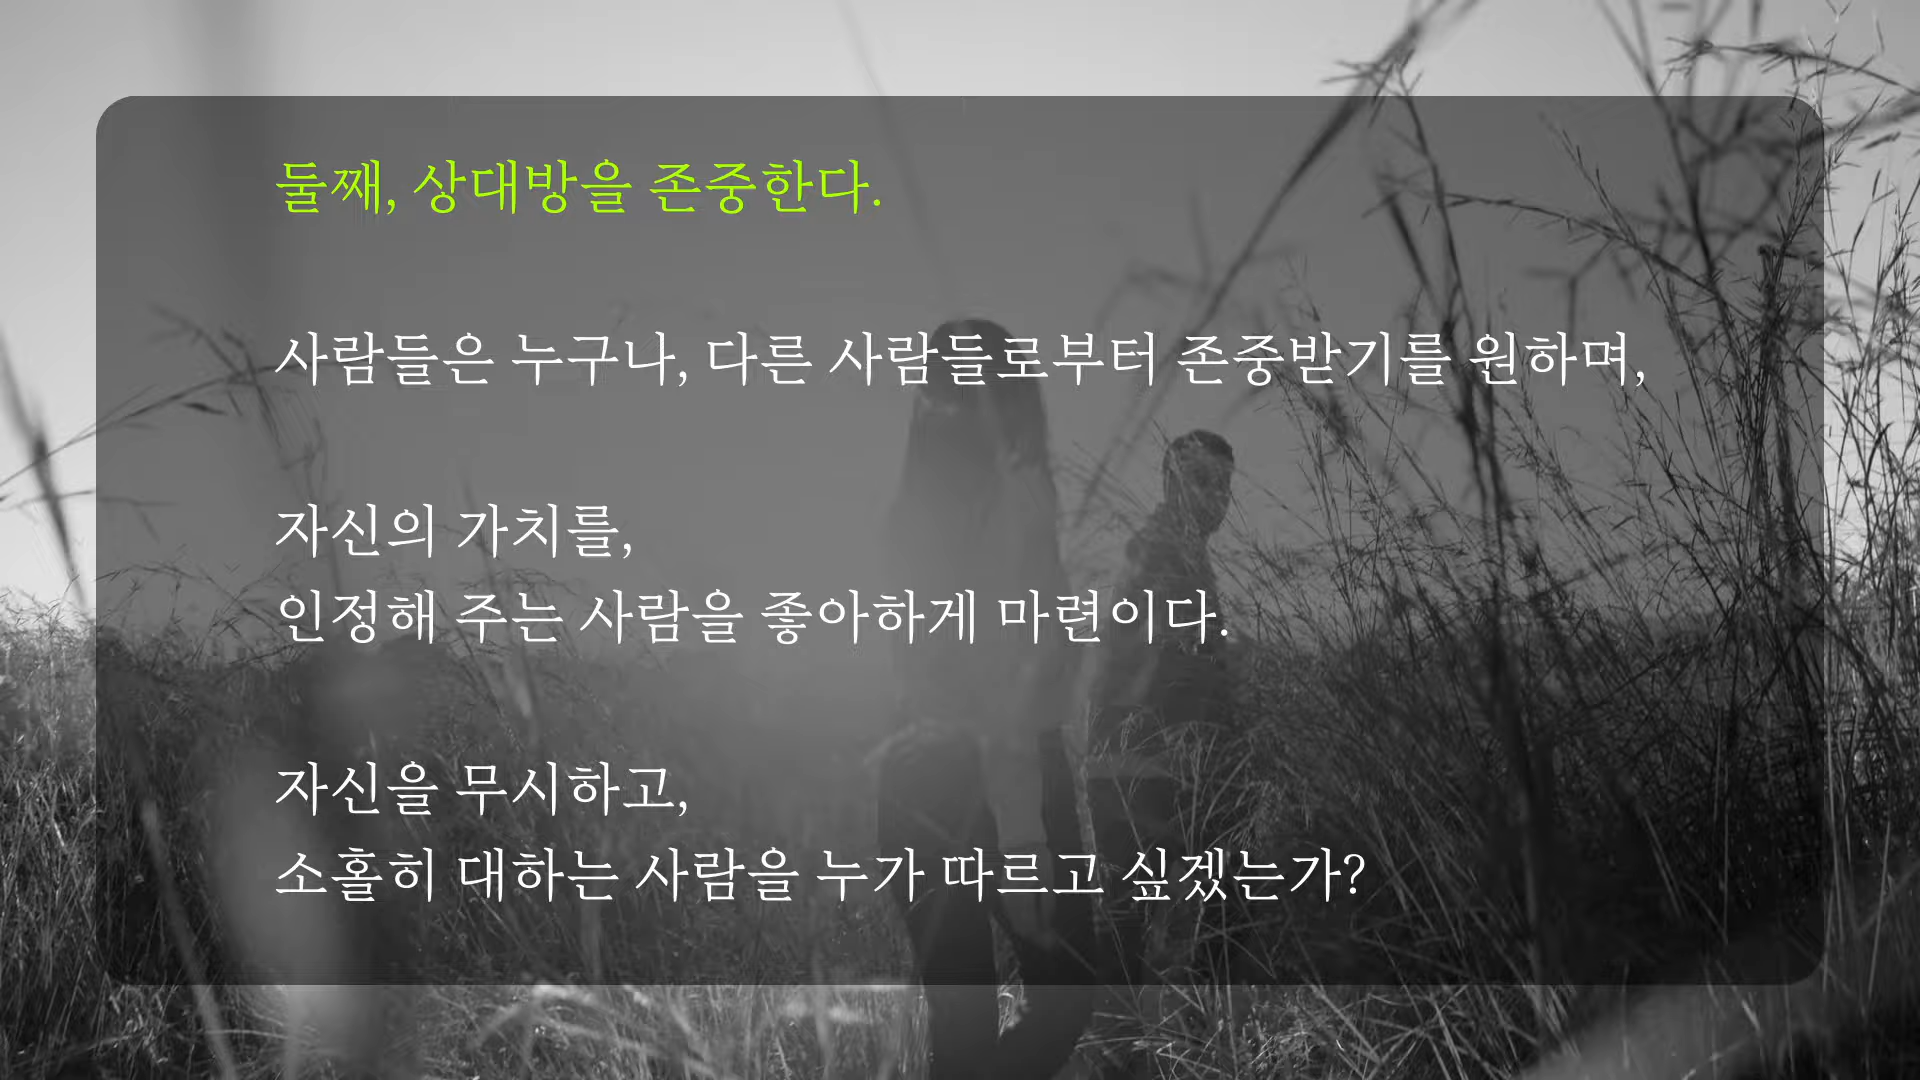 둘째, 상대방을 존중한다.
사람들은 누구나, 다른 사람들로부터 존중받기를 원하며,
자신의 가치를,
인정해 주는 사람을 좋아하게 마련이다.
자신을 무시하고,
소홀히 대하는 사람을 누가 따르고 싶겠는가?